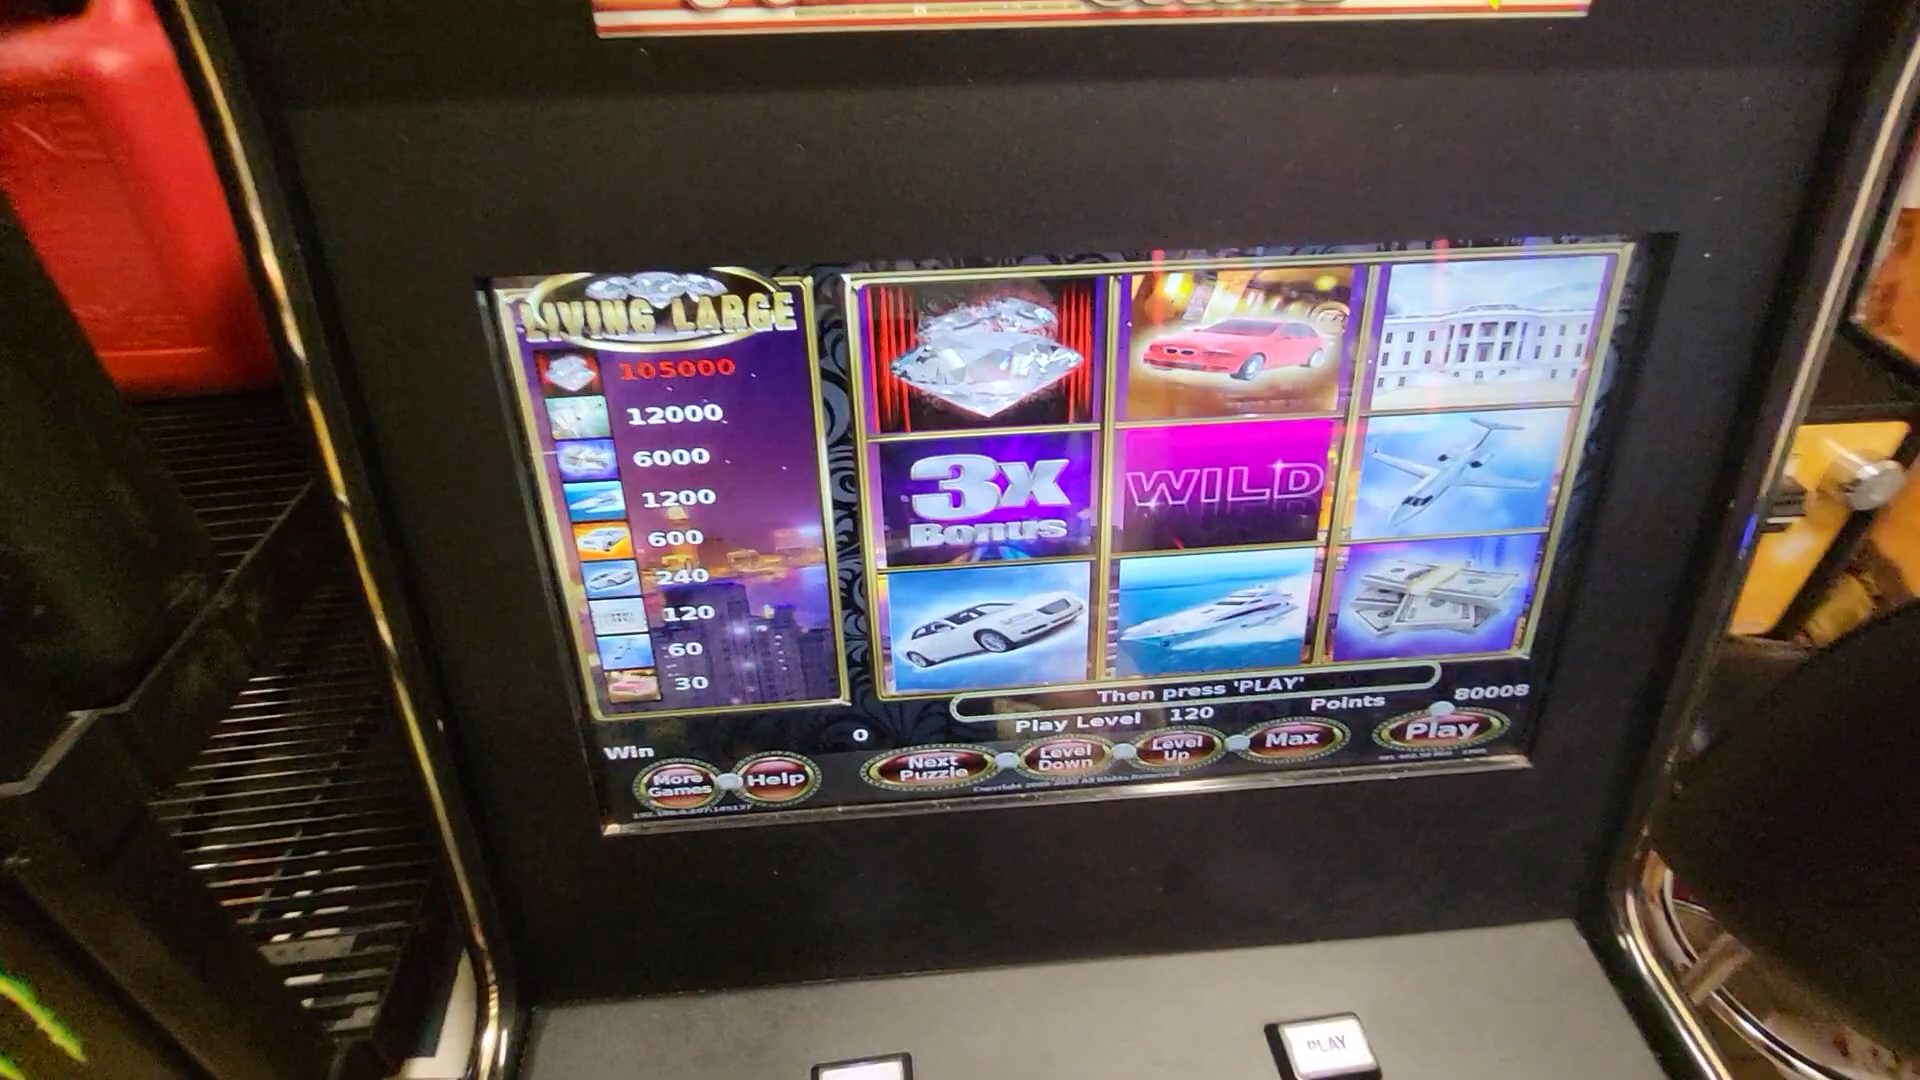 LIVING LARGE
105000
12000
6000
1200
600
240
120
60
30
3x
Bonus
WILD
Then press 'PLAY'
Play Level 120
Points 80008
Win 0
More
Games
Help
Next
Puzzle
Level
Down
Level
Up
Max
Play
PLAY